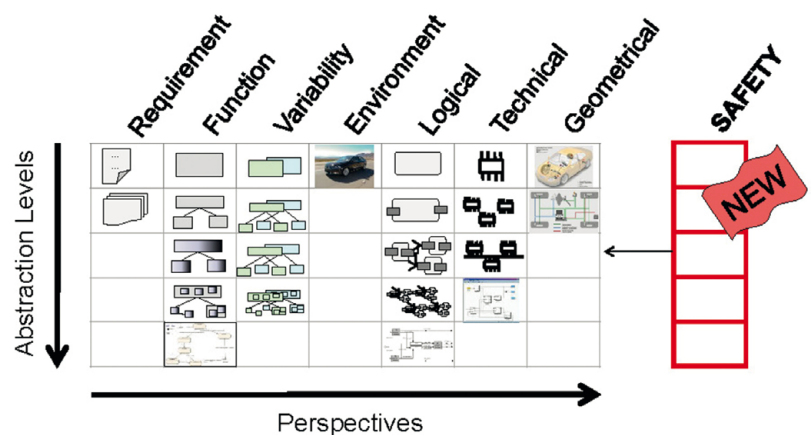 Requirement
Function
Variability
Environment
Logical
Technical
Geometrical
SAFETY
NEW
Abstraction Levels
Perspectives